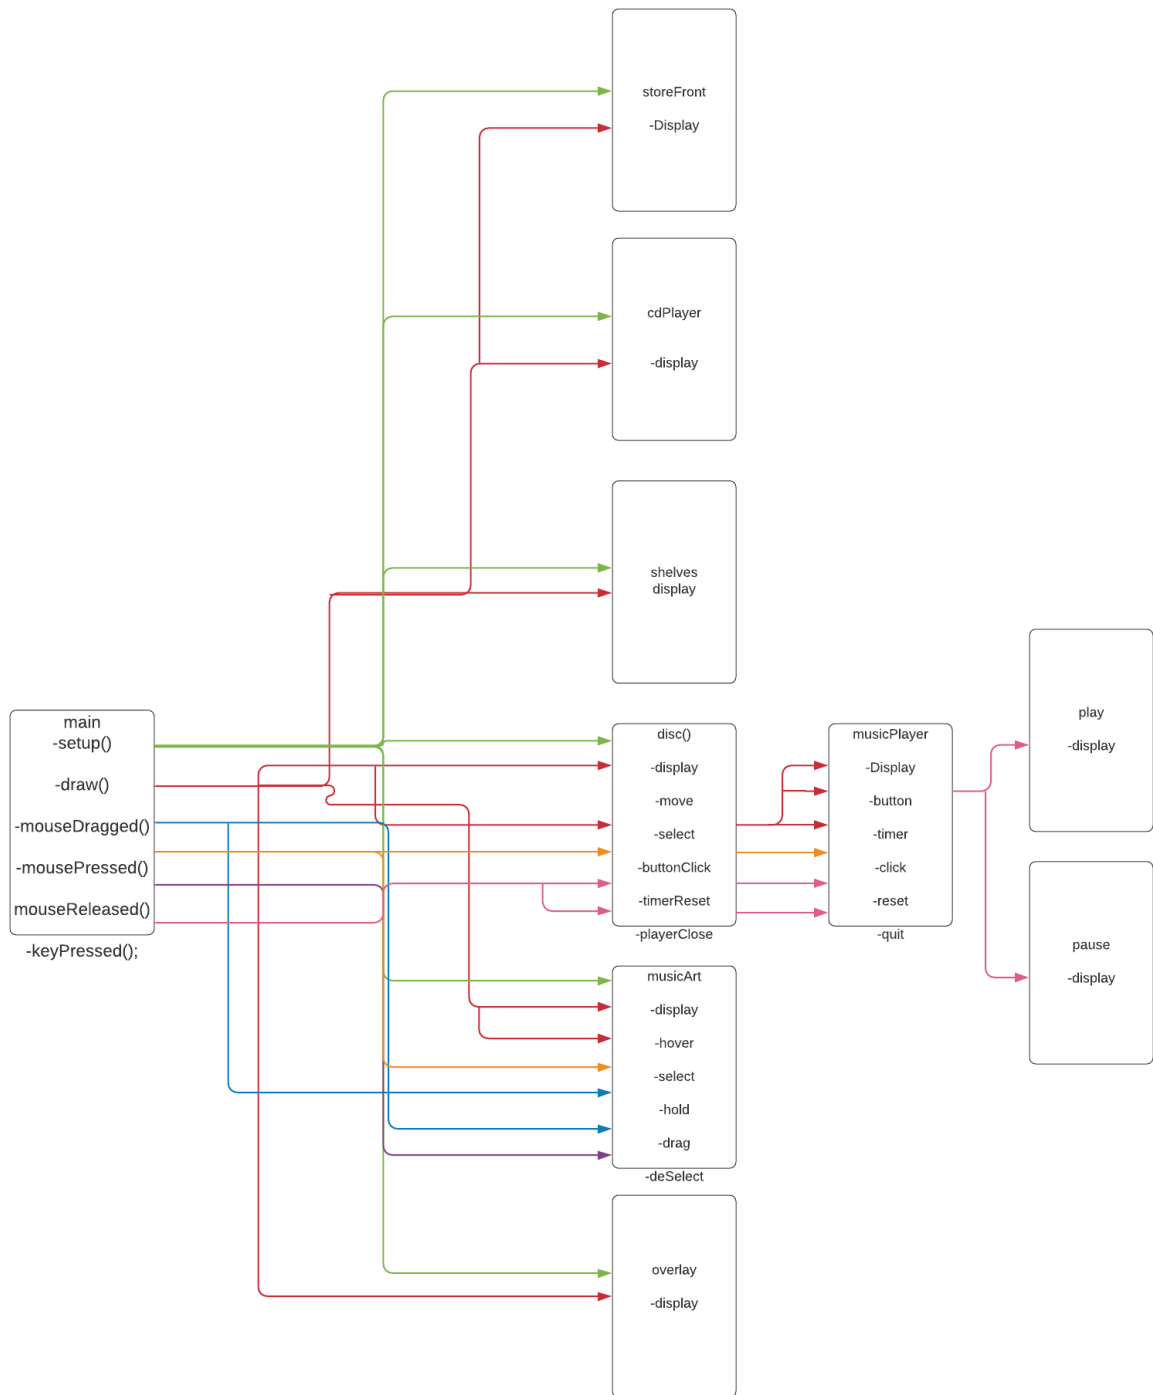 storeFront
-Display
cdPlayer
-display
shelves
display
main
-setup()
-draw()
-mouseDragged()
-mousePressed()
mouseReleased()
-keyPressed();
disc()
-display
-move
-select
-buttonClick
-timerReset
-playerClose
musicPlayer
-Display
-button
-timer
-click
-reset
-quit
play
-display
pause
-display
musicArt
-display
-hover
-select
-hold
-drag
-deSelect
overlay
-display